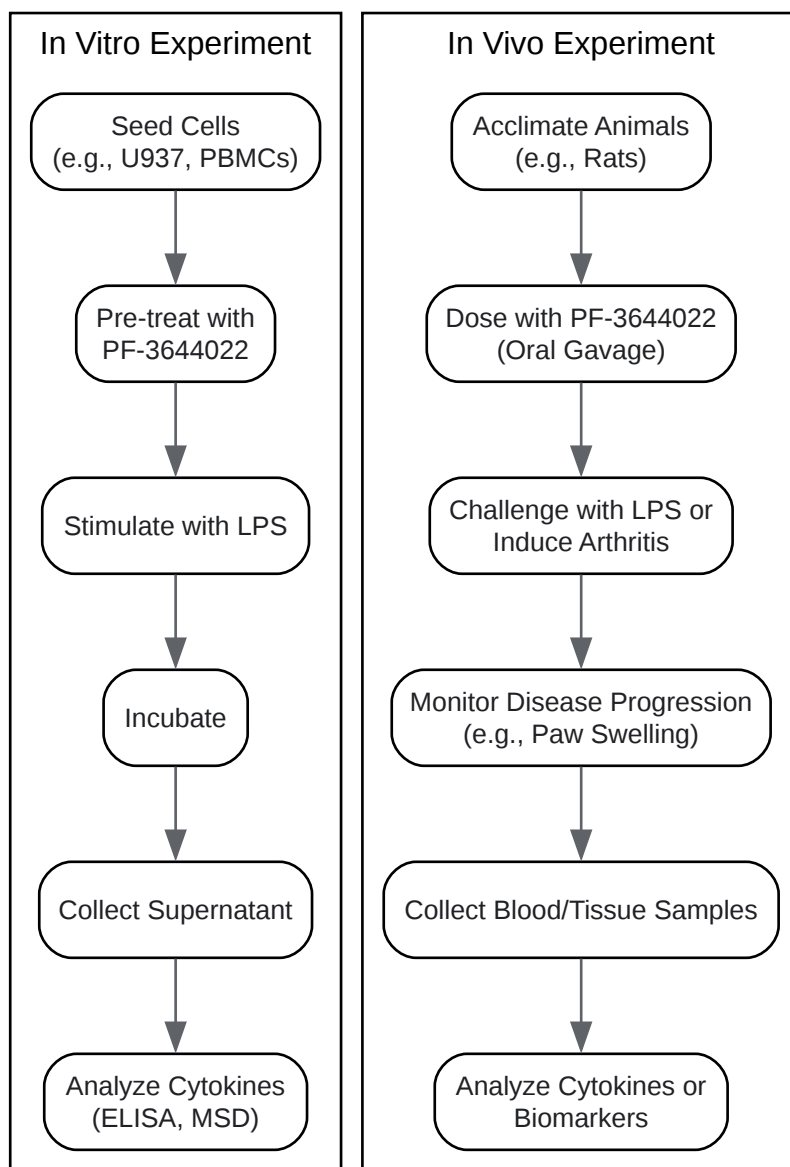 In Vitro Experiment
Seed Cells
(e.g., U937, PBMCs)
Pre-treat with
PF-3644022
Stimulate with LPS
Incubate
Collect Supernatant
Analyze Cytokines
(ELISA, MSD)
In Vivo Experiment
Acclimate Animals
(e.g., Rats)
Dose with PF-3644022
(Oral Gavage)
Challenge with LPS or
Induce Arthritis
Monitor Disease Progression
(e.g., Paw Swelling)
Collect Blood/Tissue Samples
Analyze Cytokines or
Biomarkers